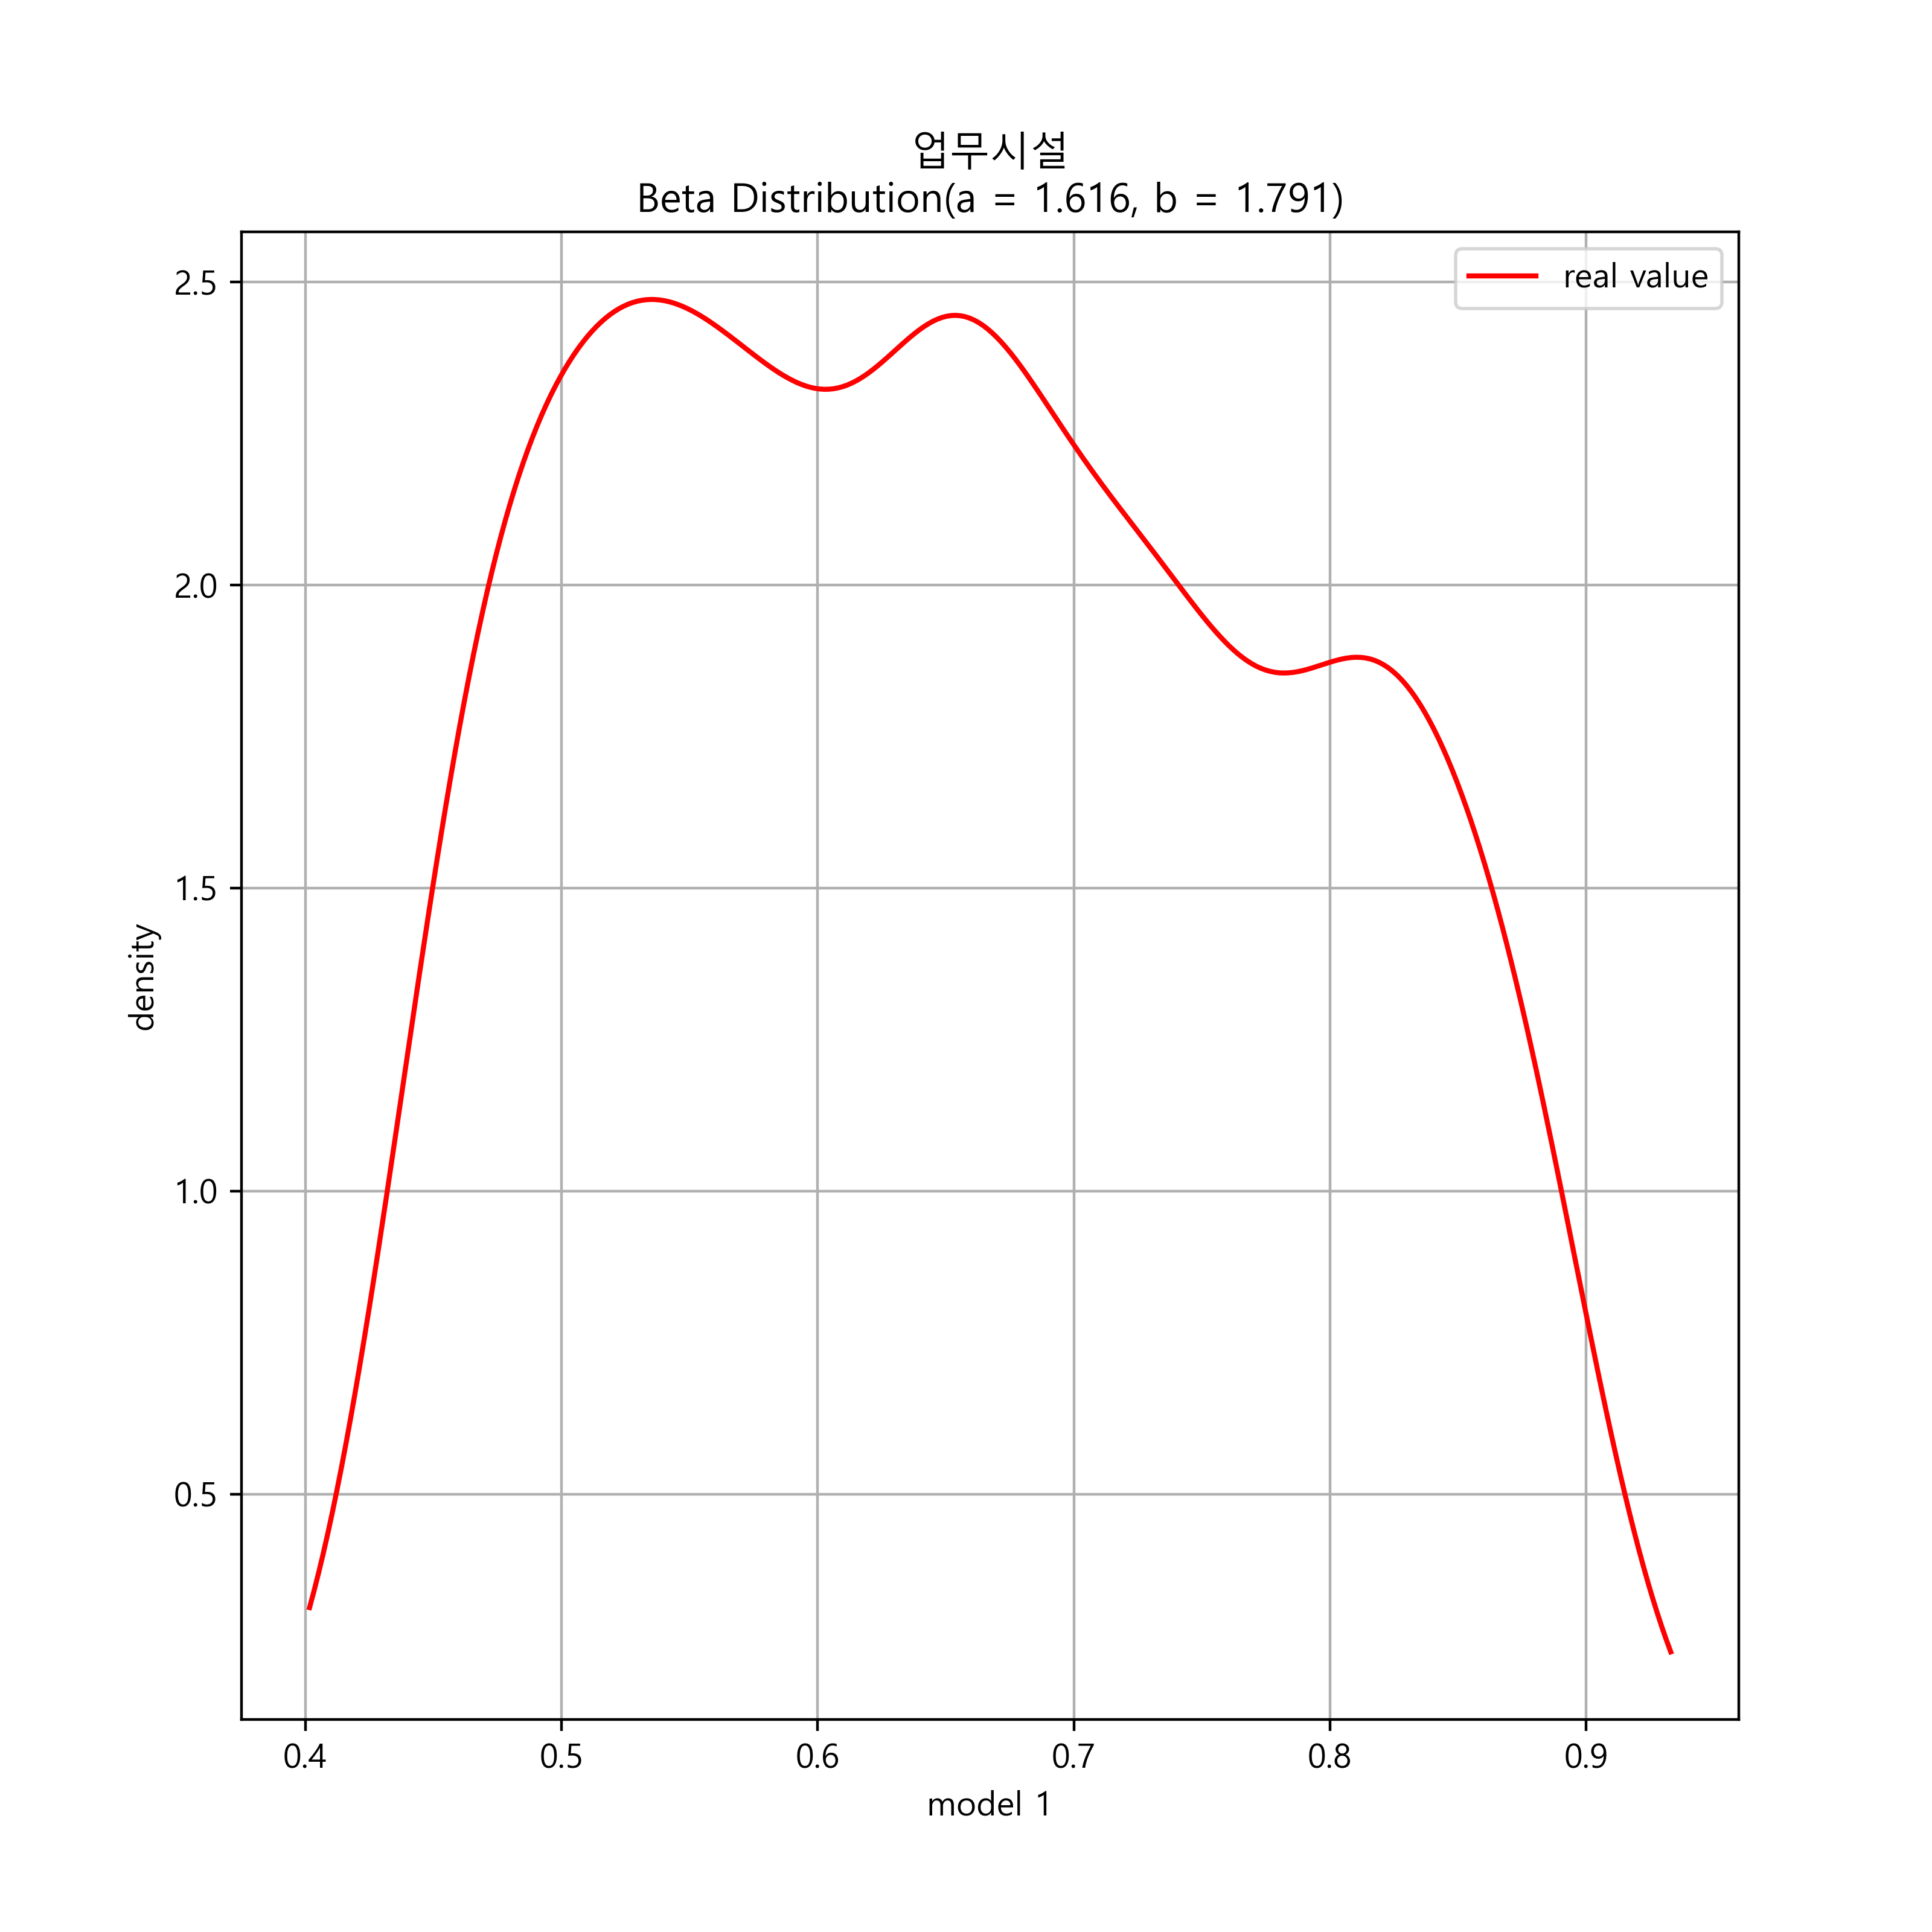 업무시설
Beta Distribution(a = 1.616, b = 1.791)
real value
2.5
2.0
1.5
1.0
0.5
density
0.4 0.5 0.6 0.7 0.8 0.9
model 1